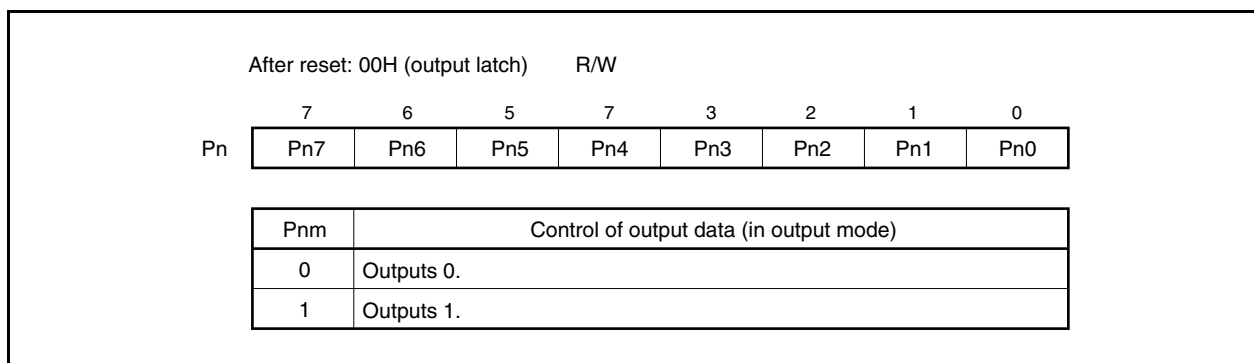 After reset: 00H (output latch) R/W
7 6 5 7 3 2 1 0
Pn Pn7 Pn6 Pn5 Pn4 Pn3 Pn2 Pn1 Pn0
Pnm Control of output data (in output mode)
0 Outputs 0.
1 Outputs 1.